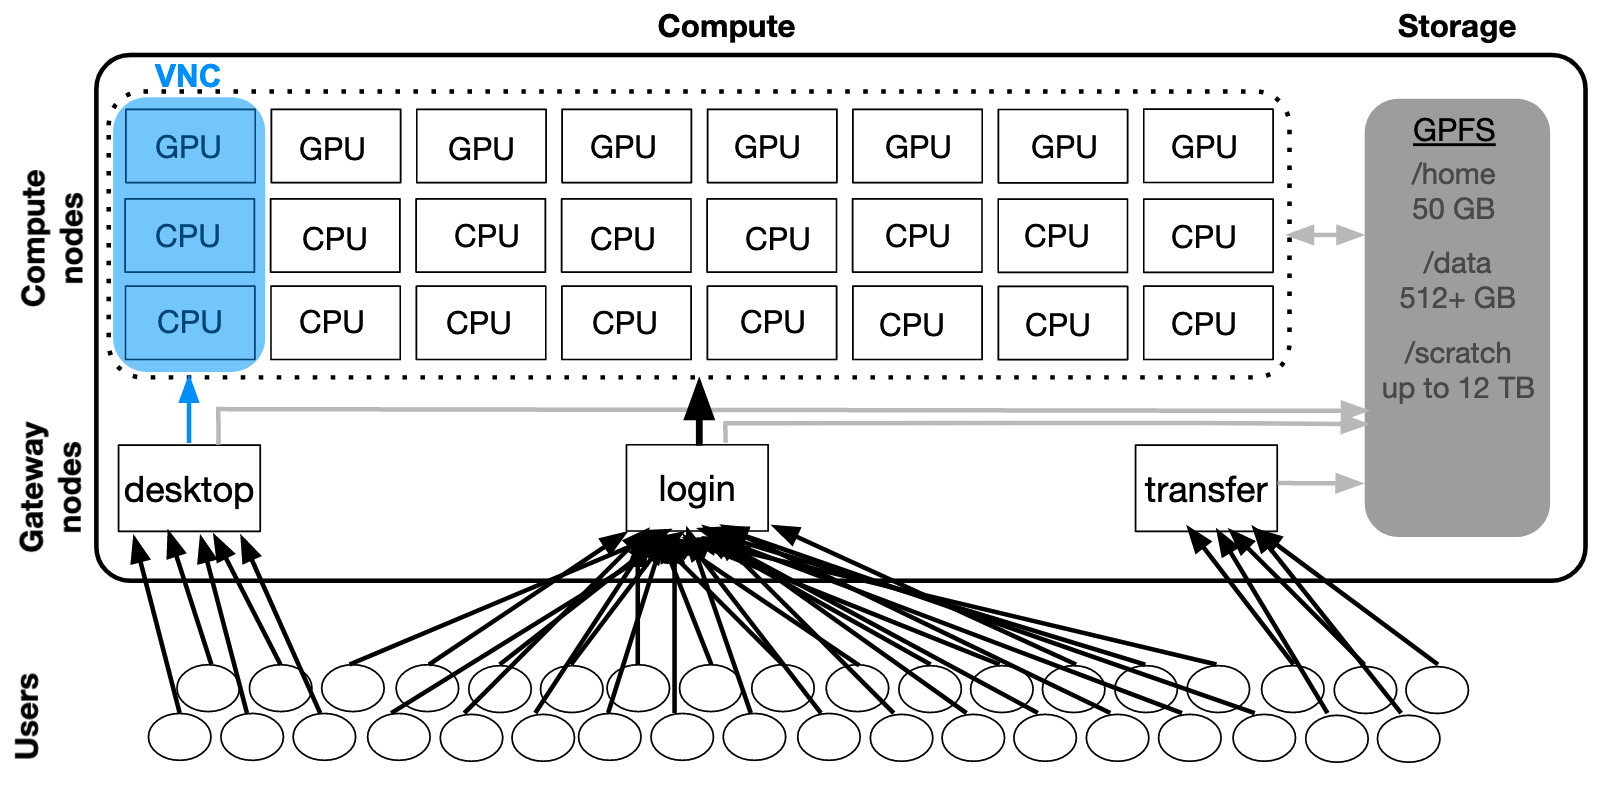 Compute
Storage
VNC
GPU GPU GPU GPU GPU GPU GPU GPU
CPU CPU CPU CPU CPU CPU CPU CPU
CPU CPU CPU CPU CPU CPU CPU CPU
Compute
nodes
GPFS
/home
50 GB
/data
512+ GB
/scratch
up to 12 TB
Gateway
nodes
desktop
login
transfer
Users